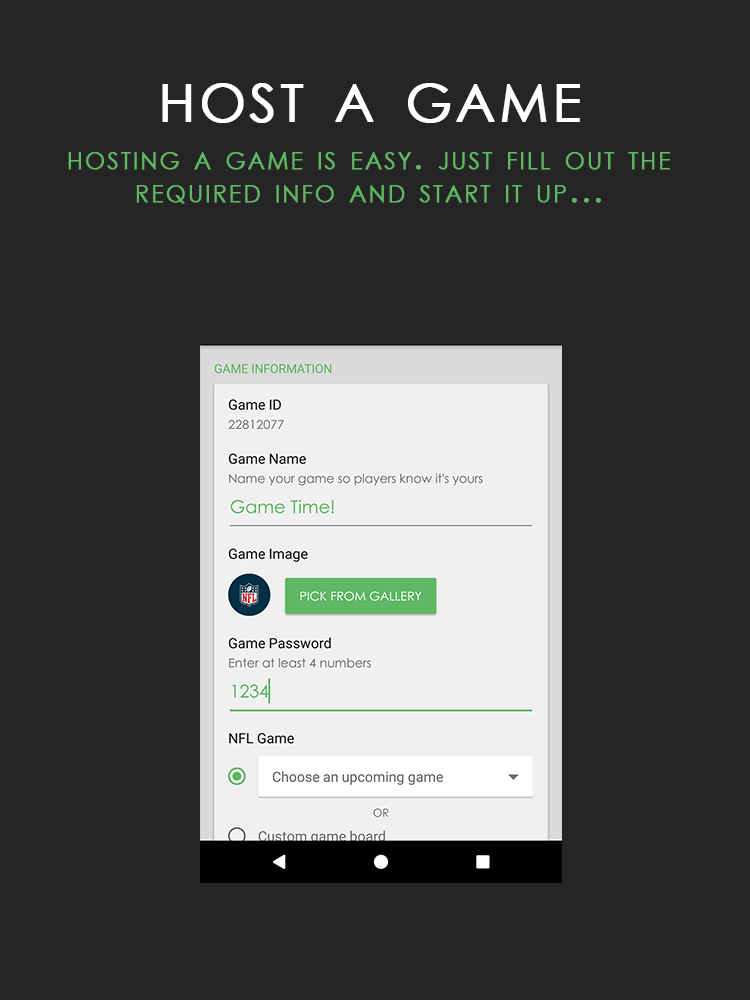 HOST A GAME
HOSTING A GAME IS EASY. JUST FILL OUT THE
REQUIRED INFO AND START IT UP...
GAME INFORMATION
Game ID
22812077
Game Name
Name your game so players know it's yours
Game Time!
Game Image
NFL
PICK FROM GALLERY
Game Password
Enter at least 4 numbers
1234
NFL Game
Choose an upcoming game
OR
Custom game board